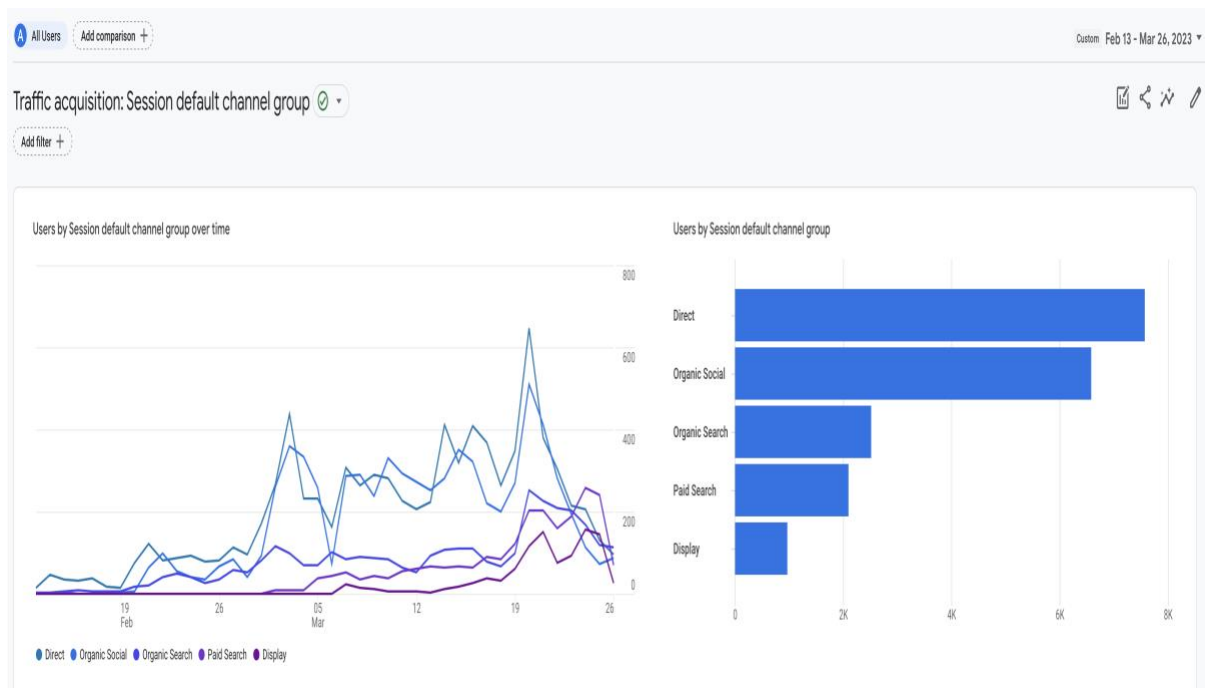 A All Users Add comparison +
Custom Feb 13 - Mar 26, 2023
Traffic acquisition: Session default channel group
Add filter +
Users by Session default channel group over time
800
600
400
200
0
19 Feb
26
05 Mar
12
19
26
Direct Organic Social Organic Search Paid Search Display
Users by Session default channel group
Direct
Organic Social
Organic Search
Paid Search
Display
0 2K 4K 6K 8K